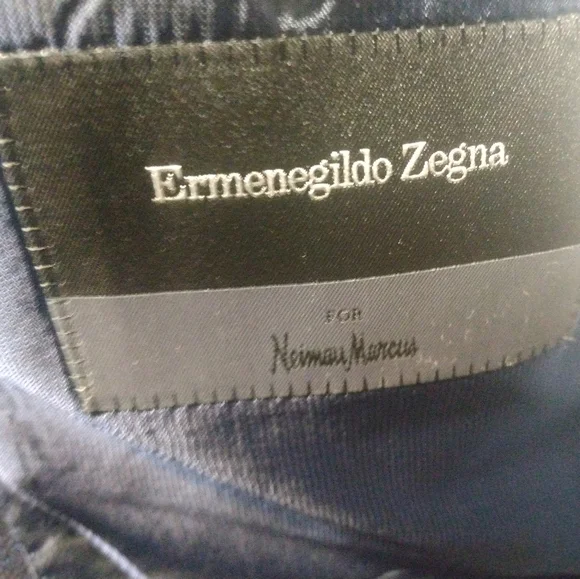 Ermenegildo Zegna
FOR
Neiman Marcus